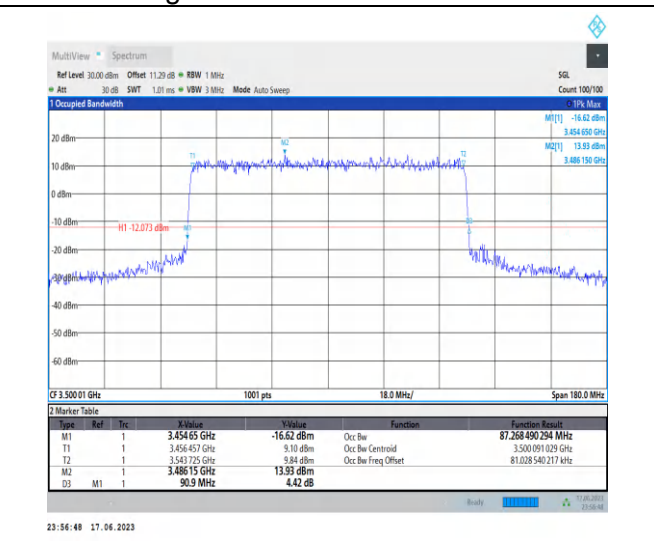 MultiView Spectrum
Ref Level 30.00 dBm Offset 11.29 dB RBW 1 MHz SGL
Att 30 dB SWT 1.01 ms VBW 3 MHz Mode Auto Sweep Count 100/100
1 Occupied Bandwidth 1Pk Max
M1[1] -16.62 dBm
3.454 650 GHz
M2[1] 13.93 dBm
3.486 150 GHz
20 dBm
M2
T1
T2
10 dBm
0 dBm
-10 dBm
H1 -12.073 dBm
M1
D3
-20 dBm
-30 dBm
-40 dBm
-50 dBm
-60 dBm
CF 3.500 01 GHz 1001 pts 18.0 MHz/ Span 180.0 MHz
2 Marker Table
Type Ref Trc X-Value Y-Value Function Function Result
M1 1 3.454 65 GHz -16.62 dBm Occ Bw 87.268 490 294 MHz
T1 1 3.456 457 GHz 9.10 dBm Occ Bw Centroid 3.500 091 029 GHz
T2 1 3.543 725 GHz 9.84 dBm Occ Bw Freq Offset 81.028 540 217 kHz
M2 1 3.486 15 GHz 13.93 dBm
D3 M1 1 90.9 MHz 4.42 dB
Ready 17.06.2023
23:56:48
23:56:48 17.06.2023